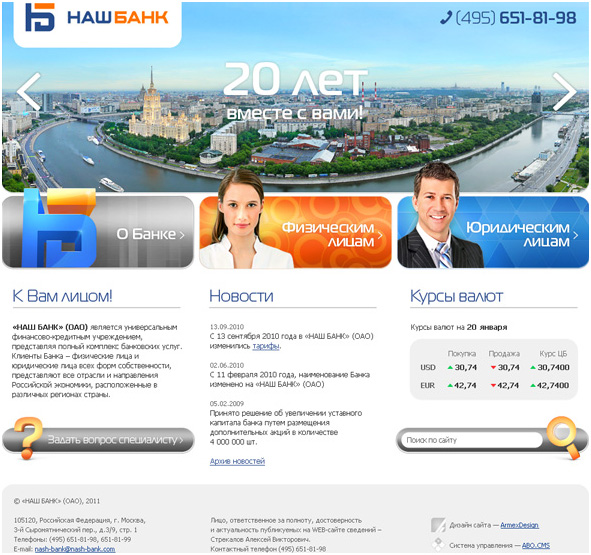 НАШ БАНК
(495) 651-81-98
20 лет
вместе с вами!
О Банке
Физическим
лицам
Юридическим
лицам
К Вам лицом!
«НАШ БАНК» (ОАО) является универсальным
финансово-кредитным учреждением,
представляя полный комплекс банковских услуг.
Клиенты Банка – физические лица и
юридические лица всех форм собственности,
представляют все отрасли и направления
Российской экономики, расположенные в
различных регионах страны.
Новости
13.09.2010
С 13 сентября 2010 года в «НАШ БАНК» (ОАО)
изменились тарифы.
02.06.2010
С 11 февраля 2010 года, наименование Банка
изменено на «НАШ БАНК» (ОАО)
05.02.2009
Принято решение об увеличении уставного
капитала банка путем размещения
дополнительных акций в количестве
4 000 000 шт.
Архив новостей
Курсы валют
Курсы валют на 20 января
Покупка Продажа Курс ЦБ
USD 30,74 30,74 30,7400
EUR 42,74 42,74 42,7400
Задать вопрос специалисту
Поиск по сайту
© «НАШ БАНК» (ОАО), 2011
105120, Российская Федерация, г. Москва,
3-й Сыромятнический пер., д.3/9, стр. 1
Телефоны: (495) 651-81-98, 651-81-99
E-mail: nash-bank@nash-bank.com
Лицо, ответственное за полноту, достоверность
и актуальность публикуемых на WEB-сайте сведений –
Стрекалов Алексей Викторович.
Контактный телефон (495) 651-81-98
Дизайн сайта — ArmexDesign
Система управления — ABO.CMS